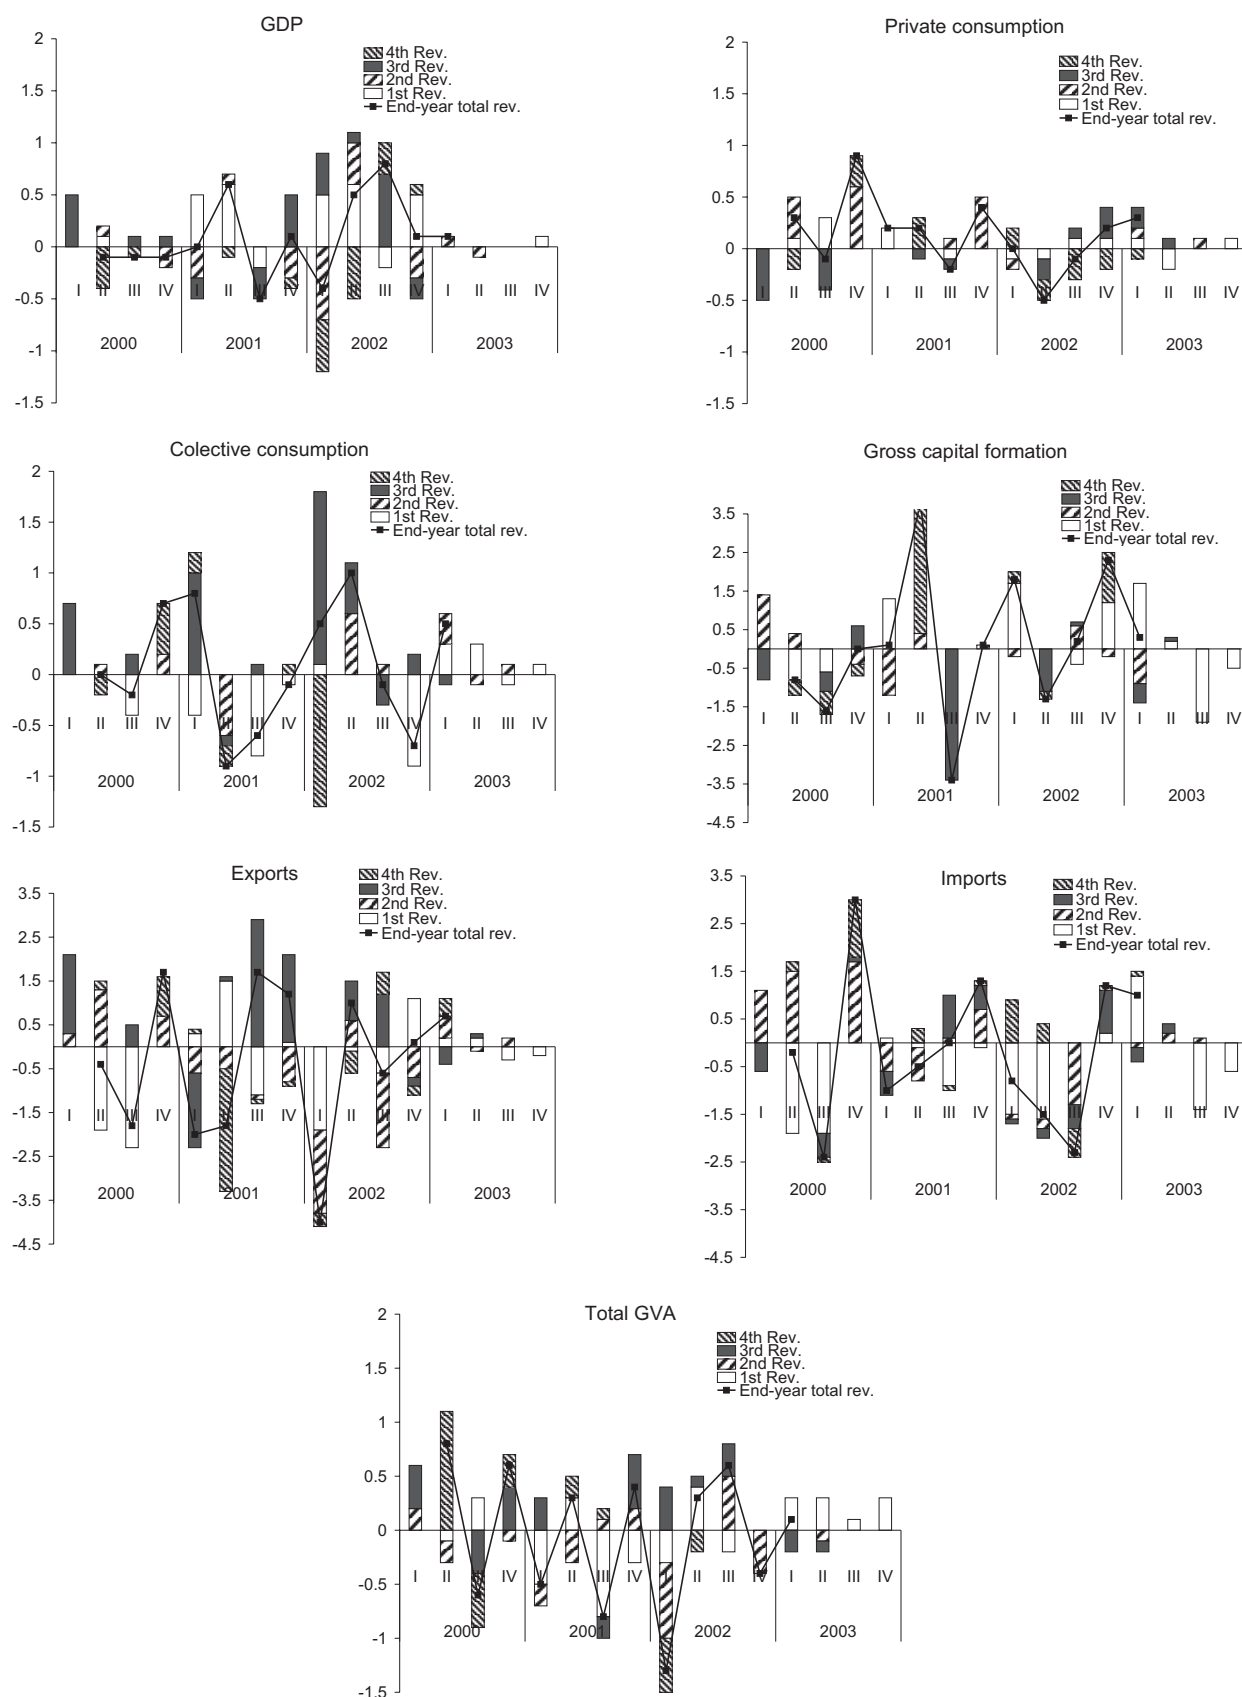 GDP
2
1.5
1
0.5
0
-0.5
-1
-1.5
4th Rev.
3rd Rev.
2nd Rev.
1st Rev.
End-year total rev.
I II III IV I II III IV I II III IV I II III IV
2000 2001 2002 2003
Private consumption
2
1.5
1
0.5
0
-0.5
-1
-1.5
4th Rev.
3rd Rev.
2nd Rev.
1st Rev.
End-year total rev.
I II III IV I II III IV I II III IV I II III IV
2000 2001 2002 2003
Colective consumption
2
1.5
1
0.5
0
-0.5
-1
-1.5
4th Rev.
3rd Rev.
2nd Rev.
1st Rev.
End-year total rev.
I II III IV I II III IV I II III IV I II III IV
2000 2001 2002 2003
Gross capital formation
3.5
2.5
1.5
0.5
-0.5
-1.5
-2.5
-3.5
-4.5
4th Rev.
3rd Rev.
2nd Rev.
1st Rev.
End-year total rev.
I II III IV I II III IV I II III IV I II III IV
2000 2001 2002 2003
Exports
3.5
2.5
1.5
0.5
-0.5
-1.5
-2.5
-3.5
-4.5
4th Rev.
3rd Rev.
2nd Rev.
1st Rev.
End-year total rev.
I II III IV I II III IV I II III IV I II III IV
2000 2001 2002 2003
Imports
3.5
2.5
1.5
0.5
-0.5
-1.5
-2.5
-3.5
-4.5
4th Rev.
3rd Rev.
2nd Rev.
1st Rev.
End-year total rev.
I II III IV I II III IV I II III IV I II III IV
2000 2001 2002 2003
Total GVA
2
1.5
1
0.5
0
-0.5
-1
-1.5
4th Rev.
3rd Rev.
2nd Rev.
1st Rev.
End-year total rev.
I II III IV I II III IV I II III IV I II III IV
2000 2001 2002 2003